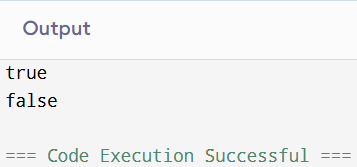 Output
true
false
=== Code Execution Successful ===